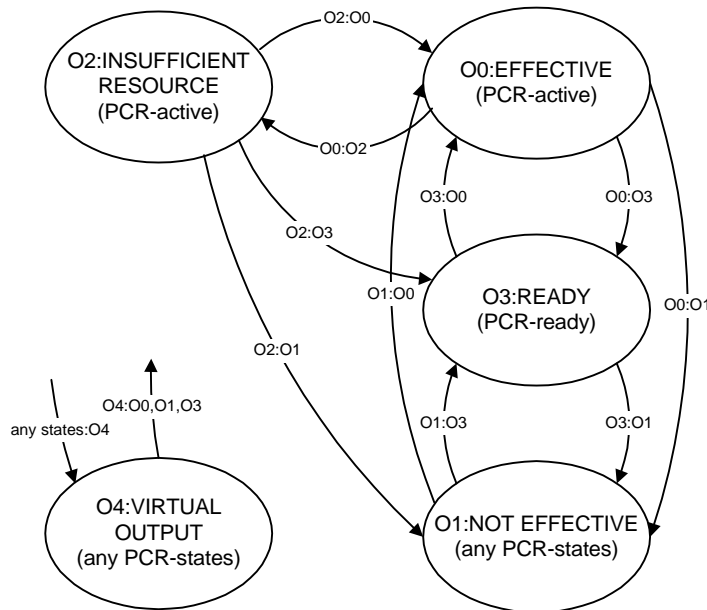 O2:O0
O2:INSUFFICIENT
RESOURCE
(PCR-active)
O0:EFFECTIVE
(PCR-active)
O0:O2
O3:O0
O0:O3
O2:O3
O1:O0
O3:READY
(PCR-ready)
O0:O1
O2:O1
O4:O0,O1,O3
any states:O4
O1:O3
O3:O1
O4:VIRTUAL
OUTPUT
(any PCR-states)
O1:NOT EFFECTIVE
(any PCR-states)